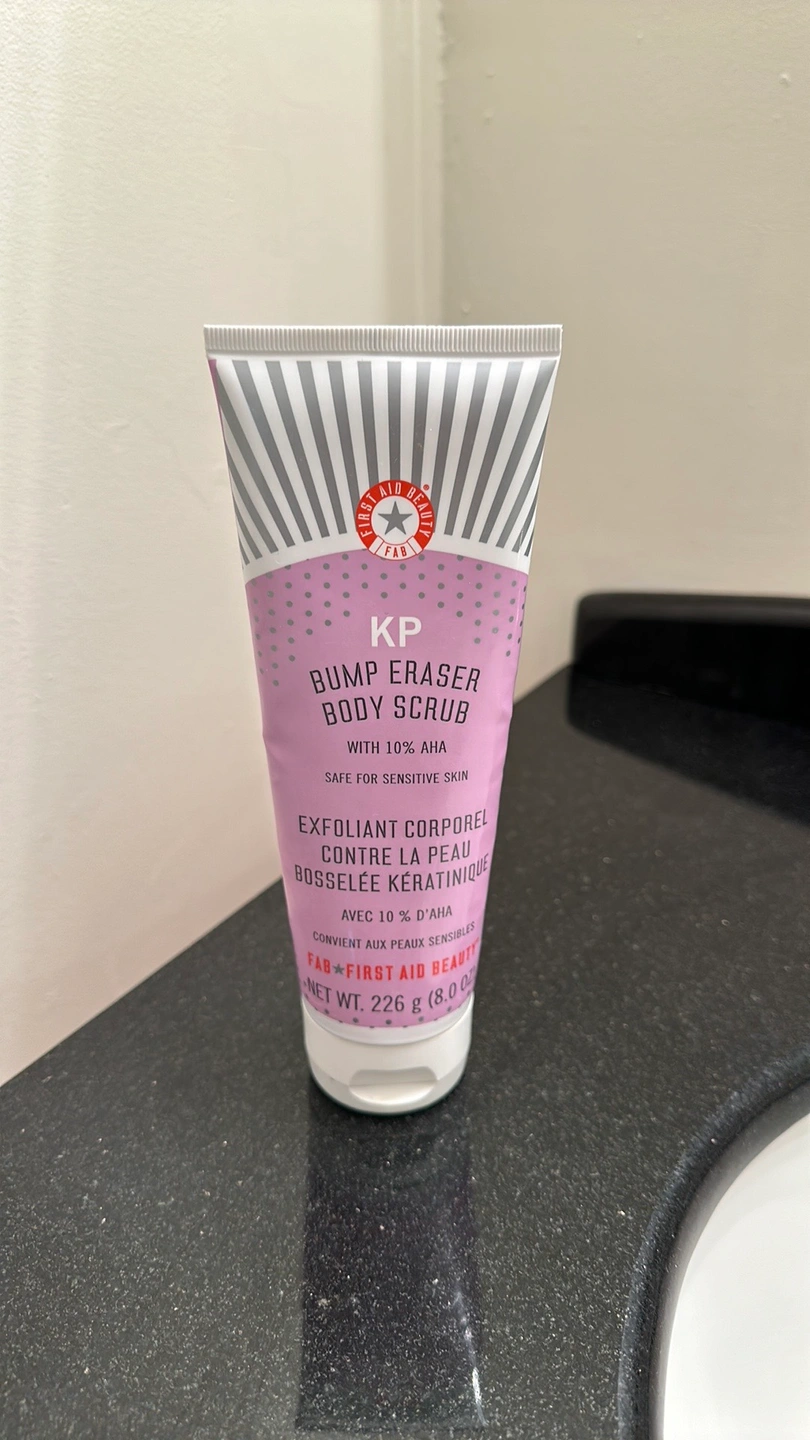 FIRST AID BEAUTY®
FAB
KP
BUMP ERASER
BODY SCRUB
WITH 10% AHA
SAFE FOR SENSITIVE SKIN
EXFOLIANT CORPOREL
CONTRE LA PEAU
BOSSELÉE KÉRATINIQUE
AVEC 10 % D'AHA
CONVIENT AUX PEAUX SENSIBLES
FAB★FIRST AID BEAUTY™
NET WT. 226 g (8.0 OZ)